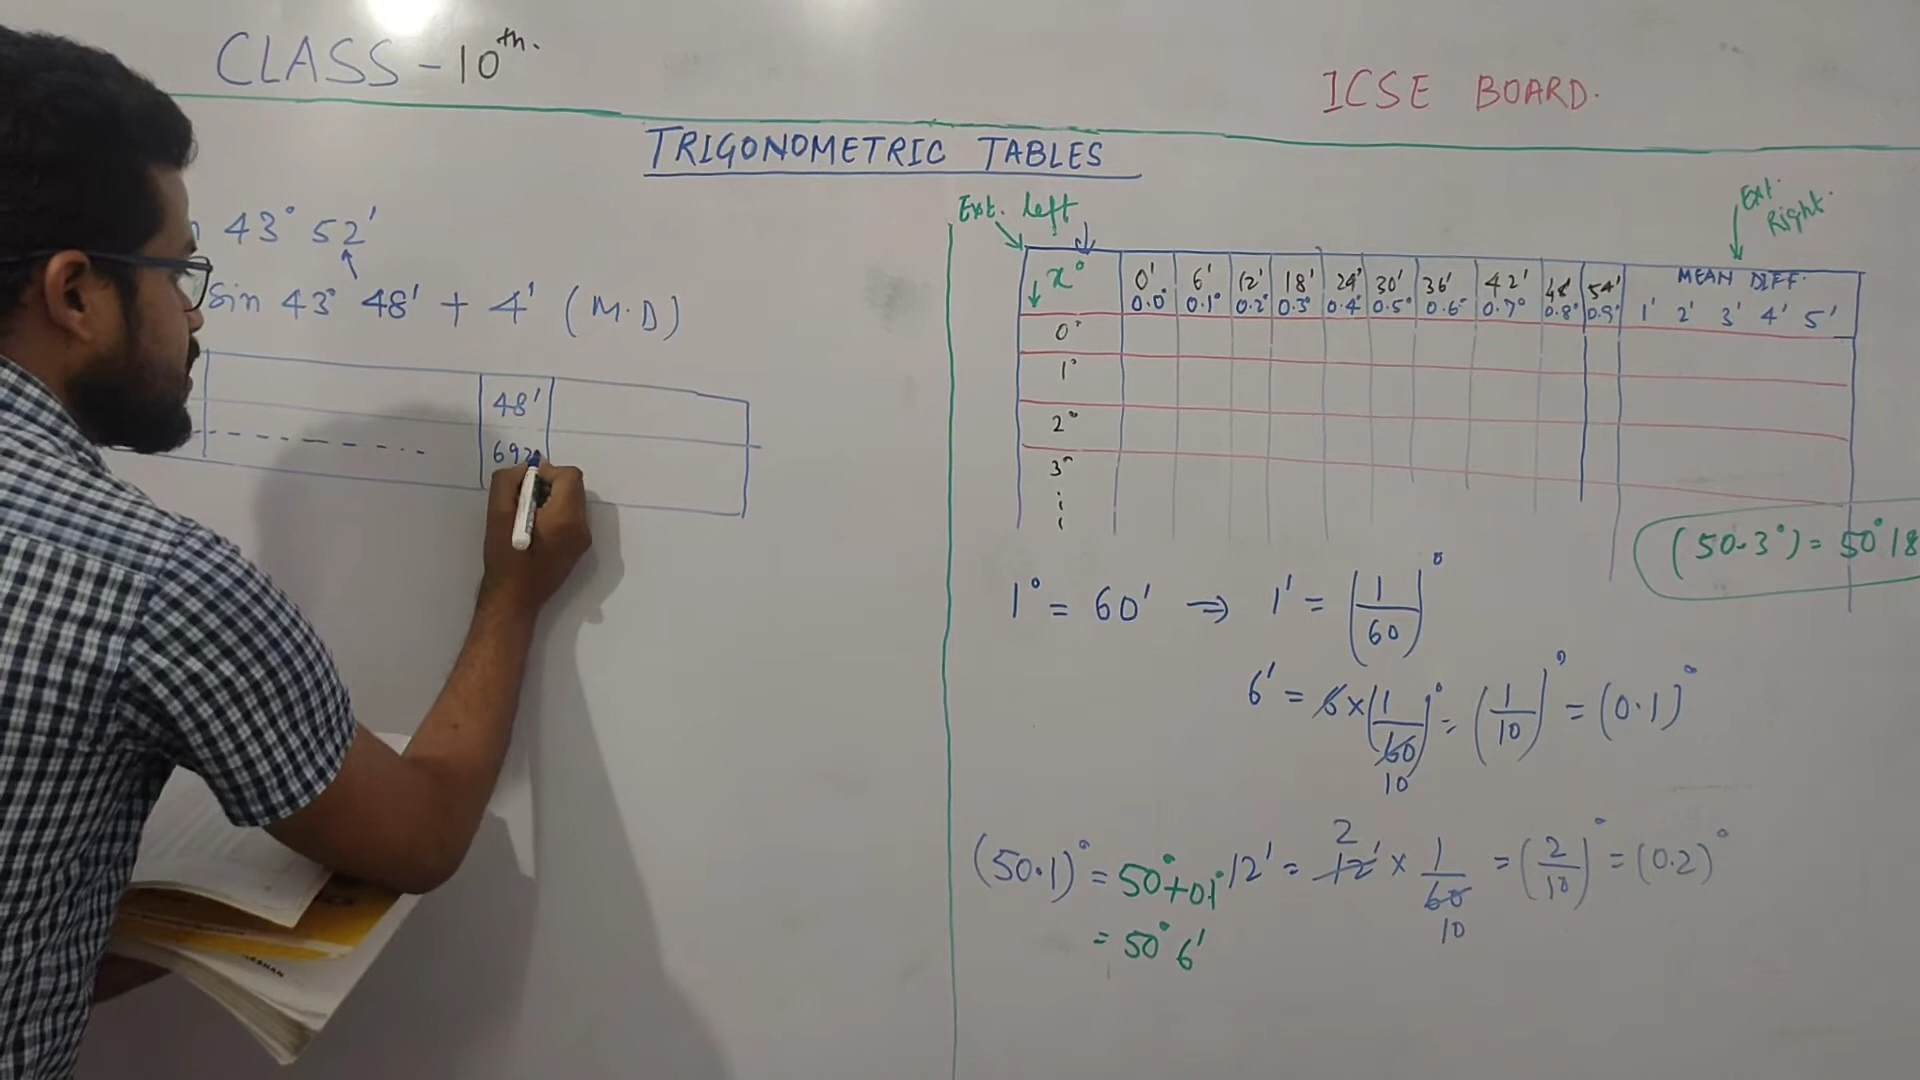 CLASS - 10th.
ICSE BOARD.
TRIGONOMETRIC TABLES
43° 52'
Sin 43° 48' + 4' (M.D)
48'
Ext. left
Ext. Right.
x° 0' 6' 12' 18' 24' 30' 36' 42' 48' 54' MEAN DIFF.
0.0° 0.1° 0.2° 0.3° 0.4° 0.5° 0.6° 0.7° 0.8° 0.9° 1' 2' 3' 4' 5'
0°
1°
2°
3°
(50.3°) = 50° 18
1° = 60' ⇒ 1' = (1/60)°
6' = 6 × (1/60)° = (1/10)° = (0.1)°
10
2
(50.1)° = 50° + 0.1° 12' = 12' × 1/60 = (2/10)° = (0.2)°
10
= 50° 6'